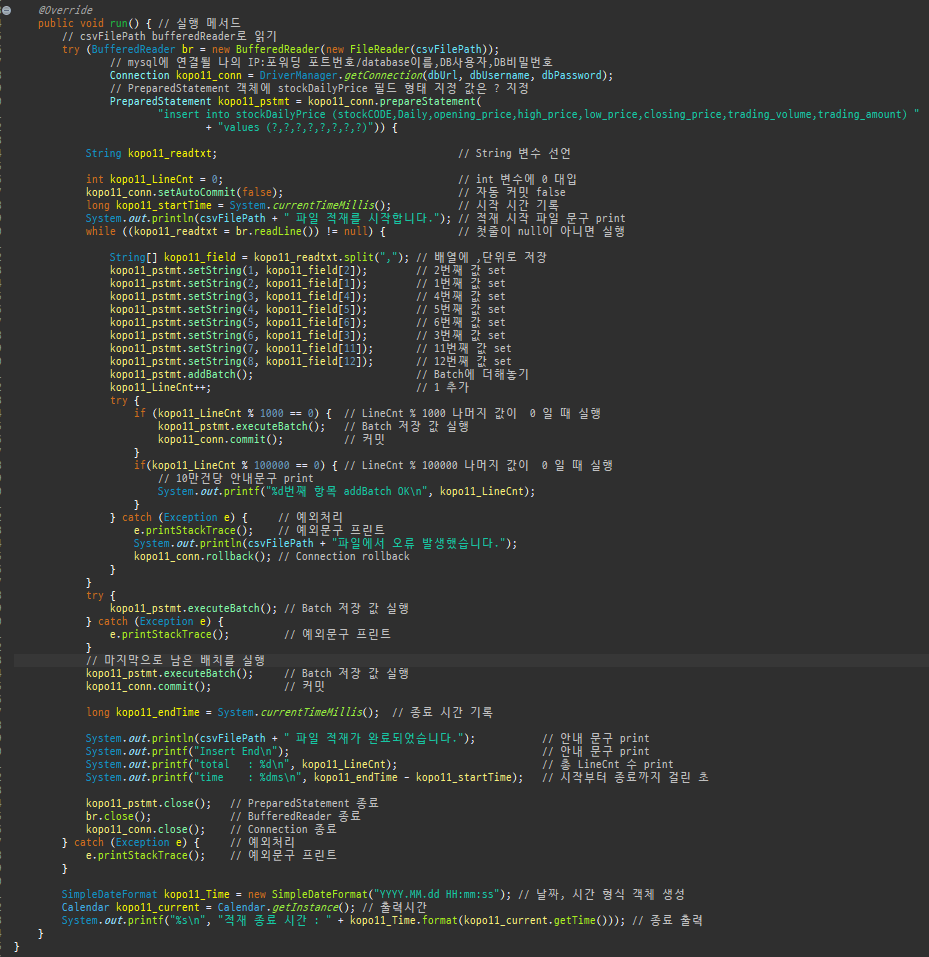 @Override
public void run() { // 실행 메서드
// csvFilePath bufferedReader로 읽기
try (BufferedReader br = new BufferedReader(new FileReader(csvFilePath));
// mysql에 연결될 나의 IP:포워딩 포트번호/database이름,DB사용자,DB비밀번호
Connection kopo11_conn = DriverManager.getConnection(dbUrl, dbUsername, dbPassword);
// PreparedStatement 객체에 stockDailyPrice 필드 형태 지정 값은 ? 지정
PreparedStatement kopo11_pstmt = kopo11_conn.prepareStatement(
"insert into stockDailyPrice (stockCODE,Daily,opening_price,high_price,low_price,closing_price,trading_volume,trading_amount) "
+ "values (?,?,?,?,?,?,?,?)")) {
String kopo11_readtxt; // String 변수 선언
int kopo11_LineCnt = 0; // int 변수에 0 대입
kopo11_conn.setAutoCommit(false); // 자동 커밋 false
long kopo11_startTime = System.currentTimeMillis(); // 시작 시간 기록
System.out.println(csvFilePath + " 파일 적재를 시작합니다."); // 적재 시작 파일 문구 print
while ((kopo11_readtxt = br.readLine()) != null) { // 첫줄이 null이 아니면 실행
String[] kopo11_field = kopo11_readtxt.split(","); // 배열에 ,단위로 저장
kopo11_pstmt.setString(1, kopo11_field[2]); // 2번째 값 set
kopo11_pstmt.setString(2, kopo11_field[1]); // 1번째 값 set
kopo11_pstmt.setString(3, kopo11_field[4]); // 4번째 값 set
kopo11_pstmt.setString(4, kopo11_field[5]); // 5번째 값 set
kopo11_pstmt.setString(5, kopo11_field[6]); // 6번째 값 set
kopo11_pstmt.setString(6, kopo11_field[3]); // 3번째 값 set
kopo11_pstmt.setString(7, kopo11_field[11]); // 11번째 값 set
kopo11_pstmt.setString(8, kopo11_field[12]); // 12번째 값 set
kopo11_pstmt.addBatch(); // Batch에 더해놓기
kopo11_LineCnt++; // 1 추가
try {
if (kopo11_LineCnt % 1000 == 0) { // LineCnt % 1000 나머지 값이  0 일 때 실행
kopo11_pstmt.executeBatch(); // Batch 저장 값 실행
kopo11_conn.commit(); // 커밋
}
if(kopo11_LineCnt % 100000 == 0) { // LineCnt % 100000 나머지 값이  0 일 때 실행
// 10만건당 안내문구 print
System.out.printf("%d번째 항목 addBatch OK\n", kopo11_LineCnt);
}
} catch (Exception e) { // 예외처리
e.printStackTrace(); // 예외문구 프린트
System.out.println(csvFilePath + "파일에서 오류 발생했습니다.");
kopo11_conn.rollback(); // Connection rollback
}
}
try {
kopo11_pstmt.executeBatch(); // Batch 저장 값 실행
} catch (Exception e) {
e.printStackTrace(); // 예외문구 프린트
}
// 마지막으로 남은 배치를 실행
kopo11_pstmt.executeBatch(); // Batch 저장 값 실행
kopo11_conn.commit(); // 커밋
long kopo11_endTime = System.currentTimeMillis(); // 종료 시간 기록
System.out.println(csvFilePath + " 파일 적재가 완료되었습니다."); // 안내 문구 print
System.out.printf("Insert End\n"); // 안내 문구 print
System.out.printf("total   : %d\n", kopo11_LineCnt); // 총 LineCnt 수 print
System.out.printf("time    : %dms\n", kopo11_endTime - kopo11_startTime); // 시작부터 종료까지 걸린 초
kopo11_pstmt.close(); // PreparedStatement 종료
br.close(); // BufferedReader 종료
kopo11_conn.close(); // Connection 종료
} catch (Exception e) { // 예외처리
e.printStackTrace(); // 예외문구 프린트
}
SimpleDateFormat kopo11_Time = new SimpleDateFormat("YYYY.MM.dd HH:mm:ss"); // 날짜, 시간 형식 객체 생성
Calendar kopo11_current = Calendar.getInstance(); // 출력시간
System.out.printf("%s\n", "적재 종료 시간 : " + kopo11_Time.format(kopo11_current.getTime())); // 종료 출력
}
}